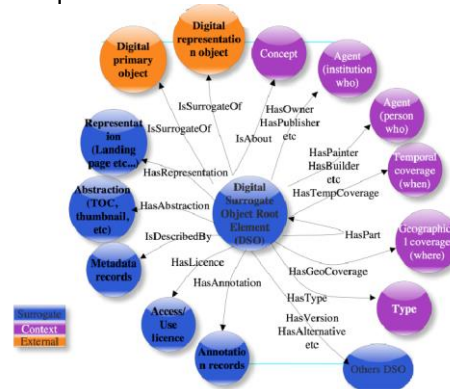 Digital
primary
object
Digital
representatio
n object
Concept
Agent
(institution
who)
Agent
(person
who)
Temporal
coverage
(when)
Geographic
l coverage
(where)
Type
Others DSO
Annotatio
n records
Access/
Use
licence
Metadata
records
Abstraction
(TOC,
thumbnail,
etc)
Representat
ion
(Landing
page etc...)
Digital
Surrogate
Object Root
Element
(DSO)
IsSurrogateOf
IsSurrogateOf
IsAbout
HasOwner
HasPublisher
etc
HasPainter
HasBuilder
etc
HasTempCoverage
HasPart
HasGeoCoverage
HasType
HasVersion
HasAlternative
etc
HasAnnotation
HasLicence
IsDescribedBy
HasAbstraction
HasRepresentation
Surrogate
Context
External